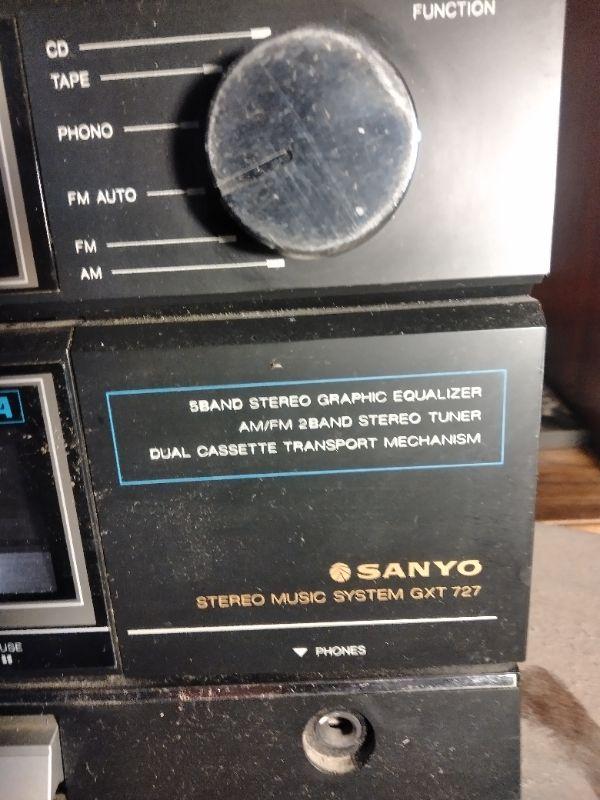 FUNCTION
CD
TAPE
PHONO
FM AUTO
FM
AM
A
5BAND STEREO GRAPHIC EQUALIZER
AM/FM 2BAND STEREO TUNER
DUAL CASSETTE TRANSPORT MECHANISM
SANYO
STEREO MUSIC SYSTEM GXT 727
USE
PHONES